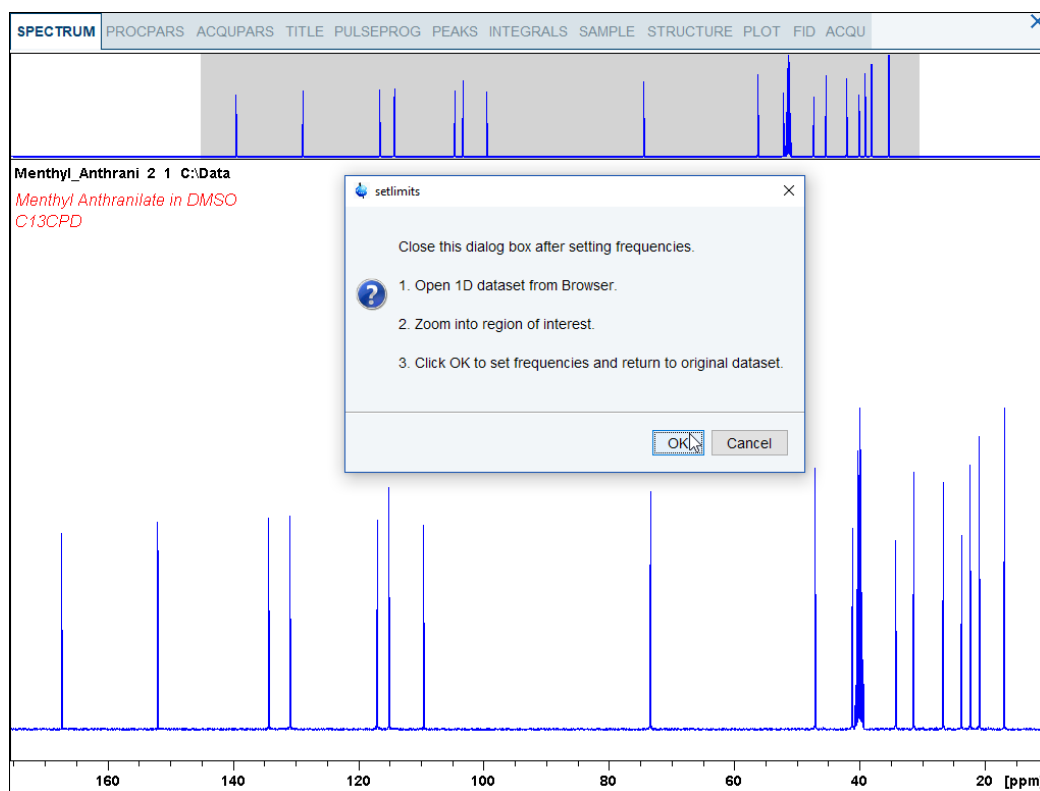 SPECTRUM PROCPARS ACQUPARS TITLE PULSEPROG PEAKS INTEGRALS SAMPLE STRUCTURE PLOT FID ACQU
Menthyl_Anthrani 2 1 C:\Data
Menthyl Anthranilate in DMSO
C13CPD
setlimits
Close this dialog box after setting frequencies.
1. Open 1D dataset from Browser.
2. Zoom into region of interest.
3. Click OK to set frequencies and return to original dataset.
OK Cancel
160 140 120 100 80 60 40 20 [ppm]